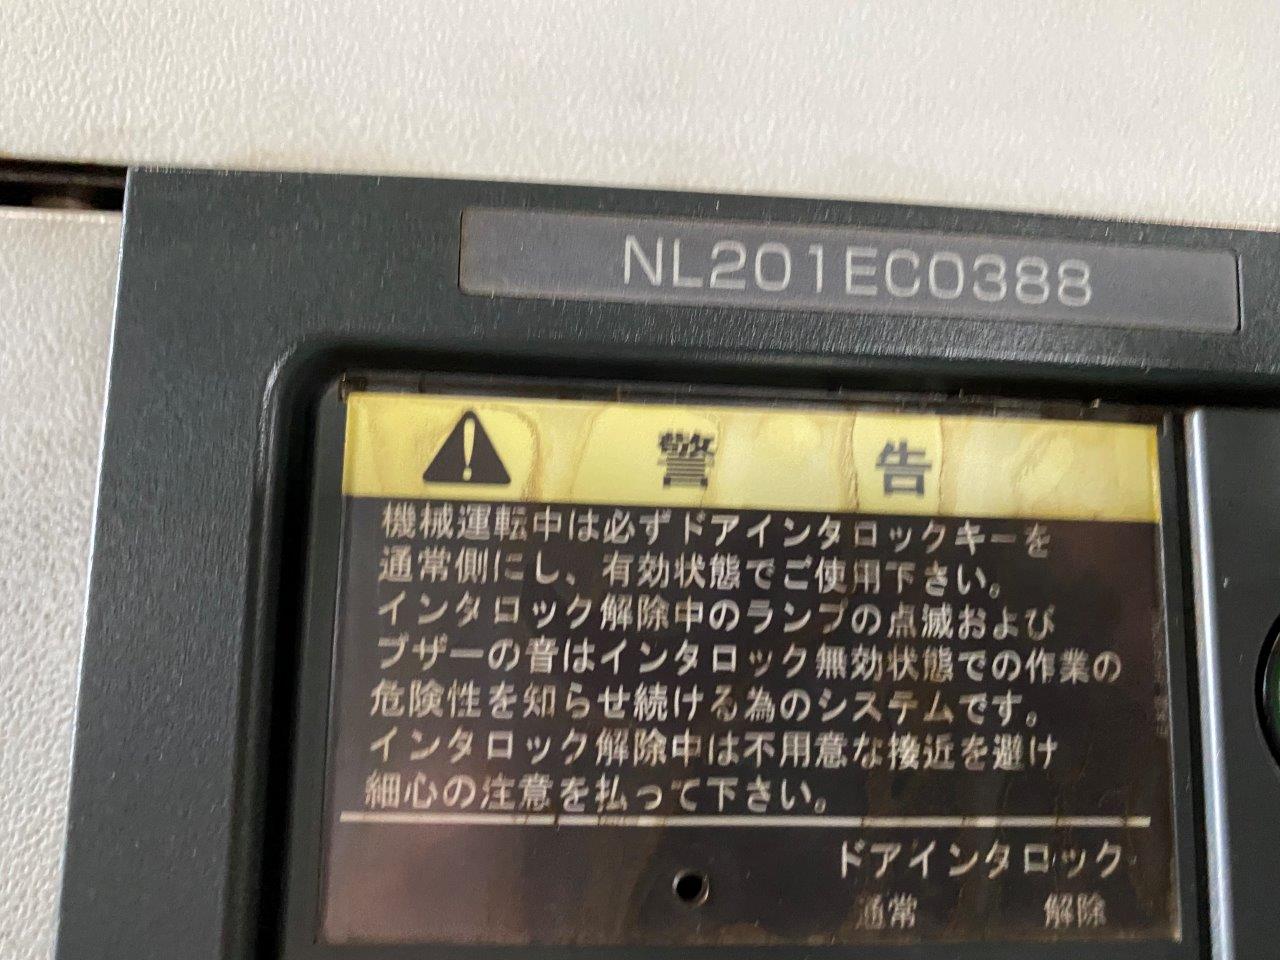 NL201EC0388
警告
機械運転中は必ずドアインタロックキーを
通常側にし、有効状態でご使用下さい。
インタロック解除中のランプの点滅および
ブザーの音はインタロック無効状態での作業の
危険性を知らせ続ける為のシステムです。
インタロック解除中は不用意な接近を避け
細心の注意を払って下さい。
ドアインタロック
通常 解除